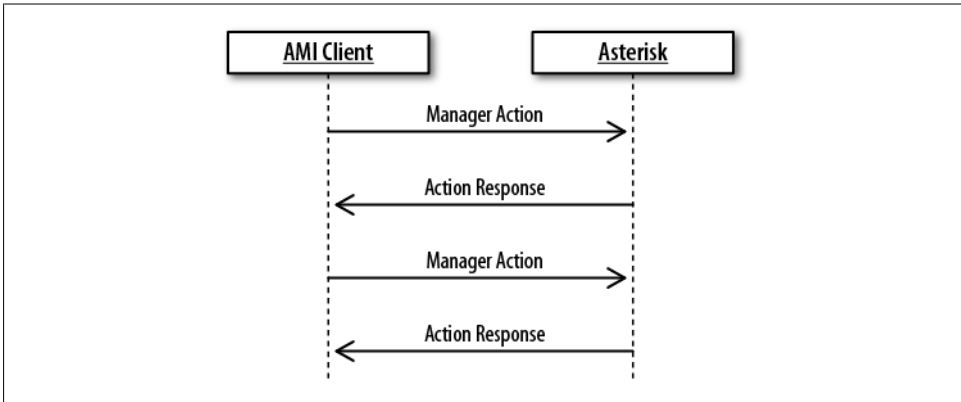 AMI Client
Asterisk
Manager Action
Action Response
Manager Action
Action Response